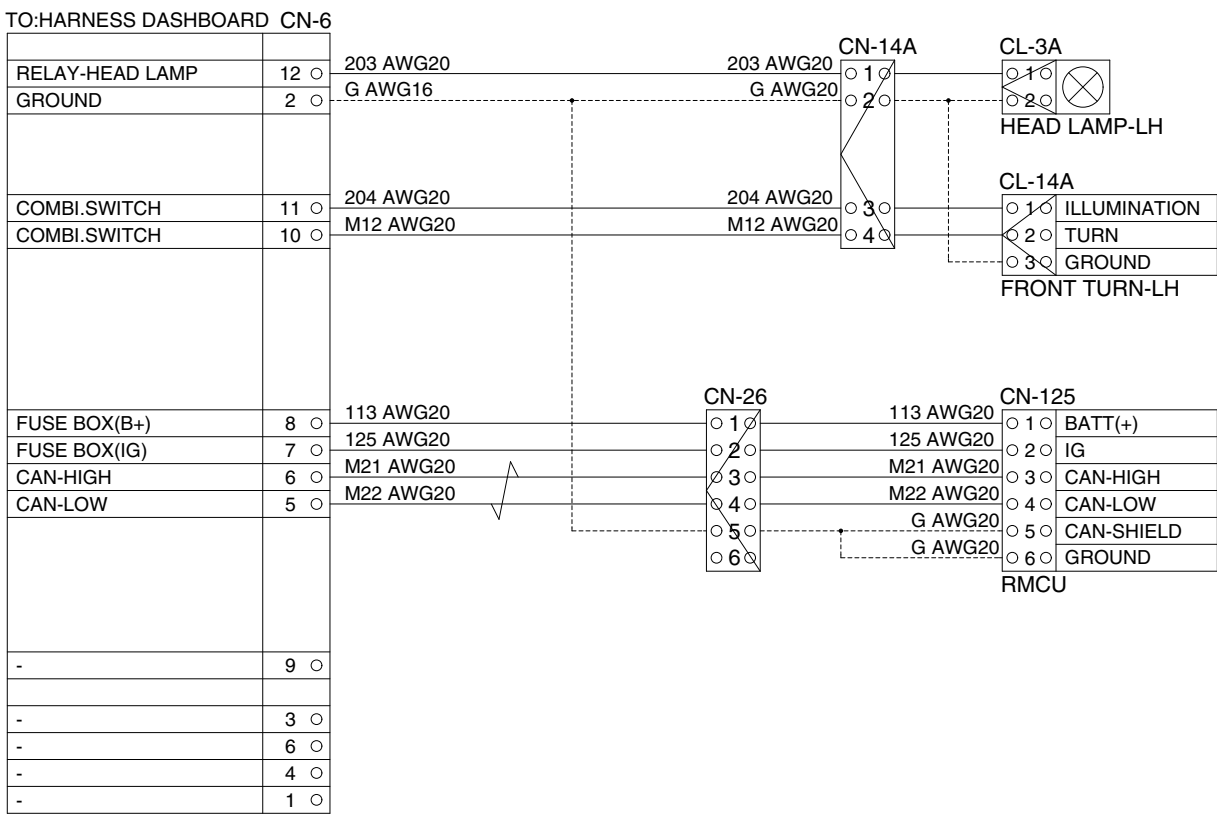 TO:HARNESS DASHBOARD CN-6
CN-14A CL-3A
RELAY-HEAD LAMP 12 203 AWG20 203 AWG20 1 1
GROUND 2 G AWG16 G AWG20 2 2
HEAD LAMP-LH
CL-14A
COMBI.SWITCH 11 204 AWG20 204 AWG20 3 1 ILLUMINATION
COMBI.SWITCH 10 M12 AWG20 M12 AWG20 4 2 TURN
3 GROUND
FRONT TURN-LH
CN-26 CN-125
FUSE BOX(B+) 8 113 AWG20 1 113 AWG20 1 BATT(+)
FUSE BOX(IG) 7 125 AWG20 2 125 AWG20 2 IG
CAN-HIGH 6 M21 AWG20 3 M21 AWG20 3 CAN-HIGH
CAN-LOW 5 M22 AWG20 4 M22 AWG20 4 CAN-LOW
5 G AWG20 5 CAN-SHIELD
6 G AWG20 6 GROUND
RMCU
- 9
- 3
- 6
- 4
- 1